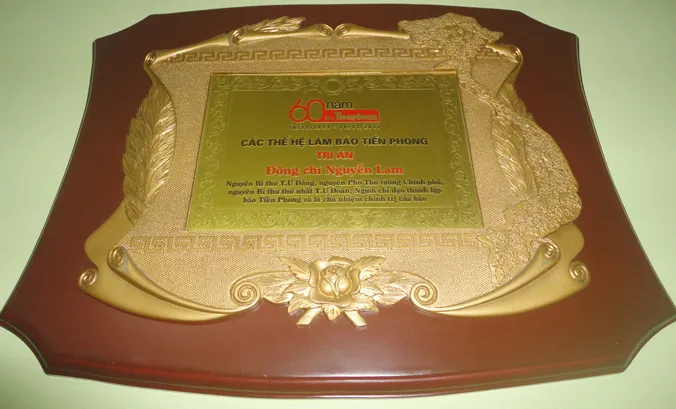 60 năm
Tiền Phong
CÁC THẾ HỆ LÀM BÁO TIỀN PHONG
TRI ÂN
Đồng chí Nguyễn Lam
Nguyên Bí thư T.Ư Đảng, nguyên Phó Thủ tướng Chính phủ,
nguyên Bí thư thứ nhất T.Ư Đoàn; Người chỉ đạo thành lập
báo Tiền Phong và là chủ nhiệm chính trị của báo